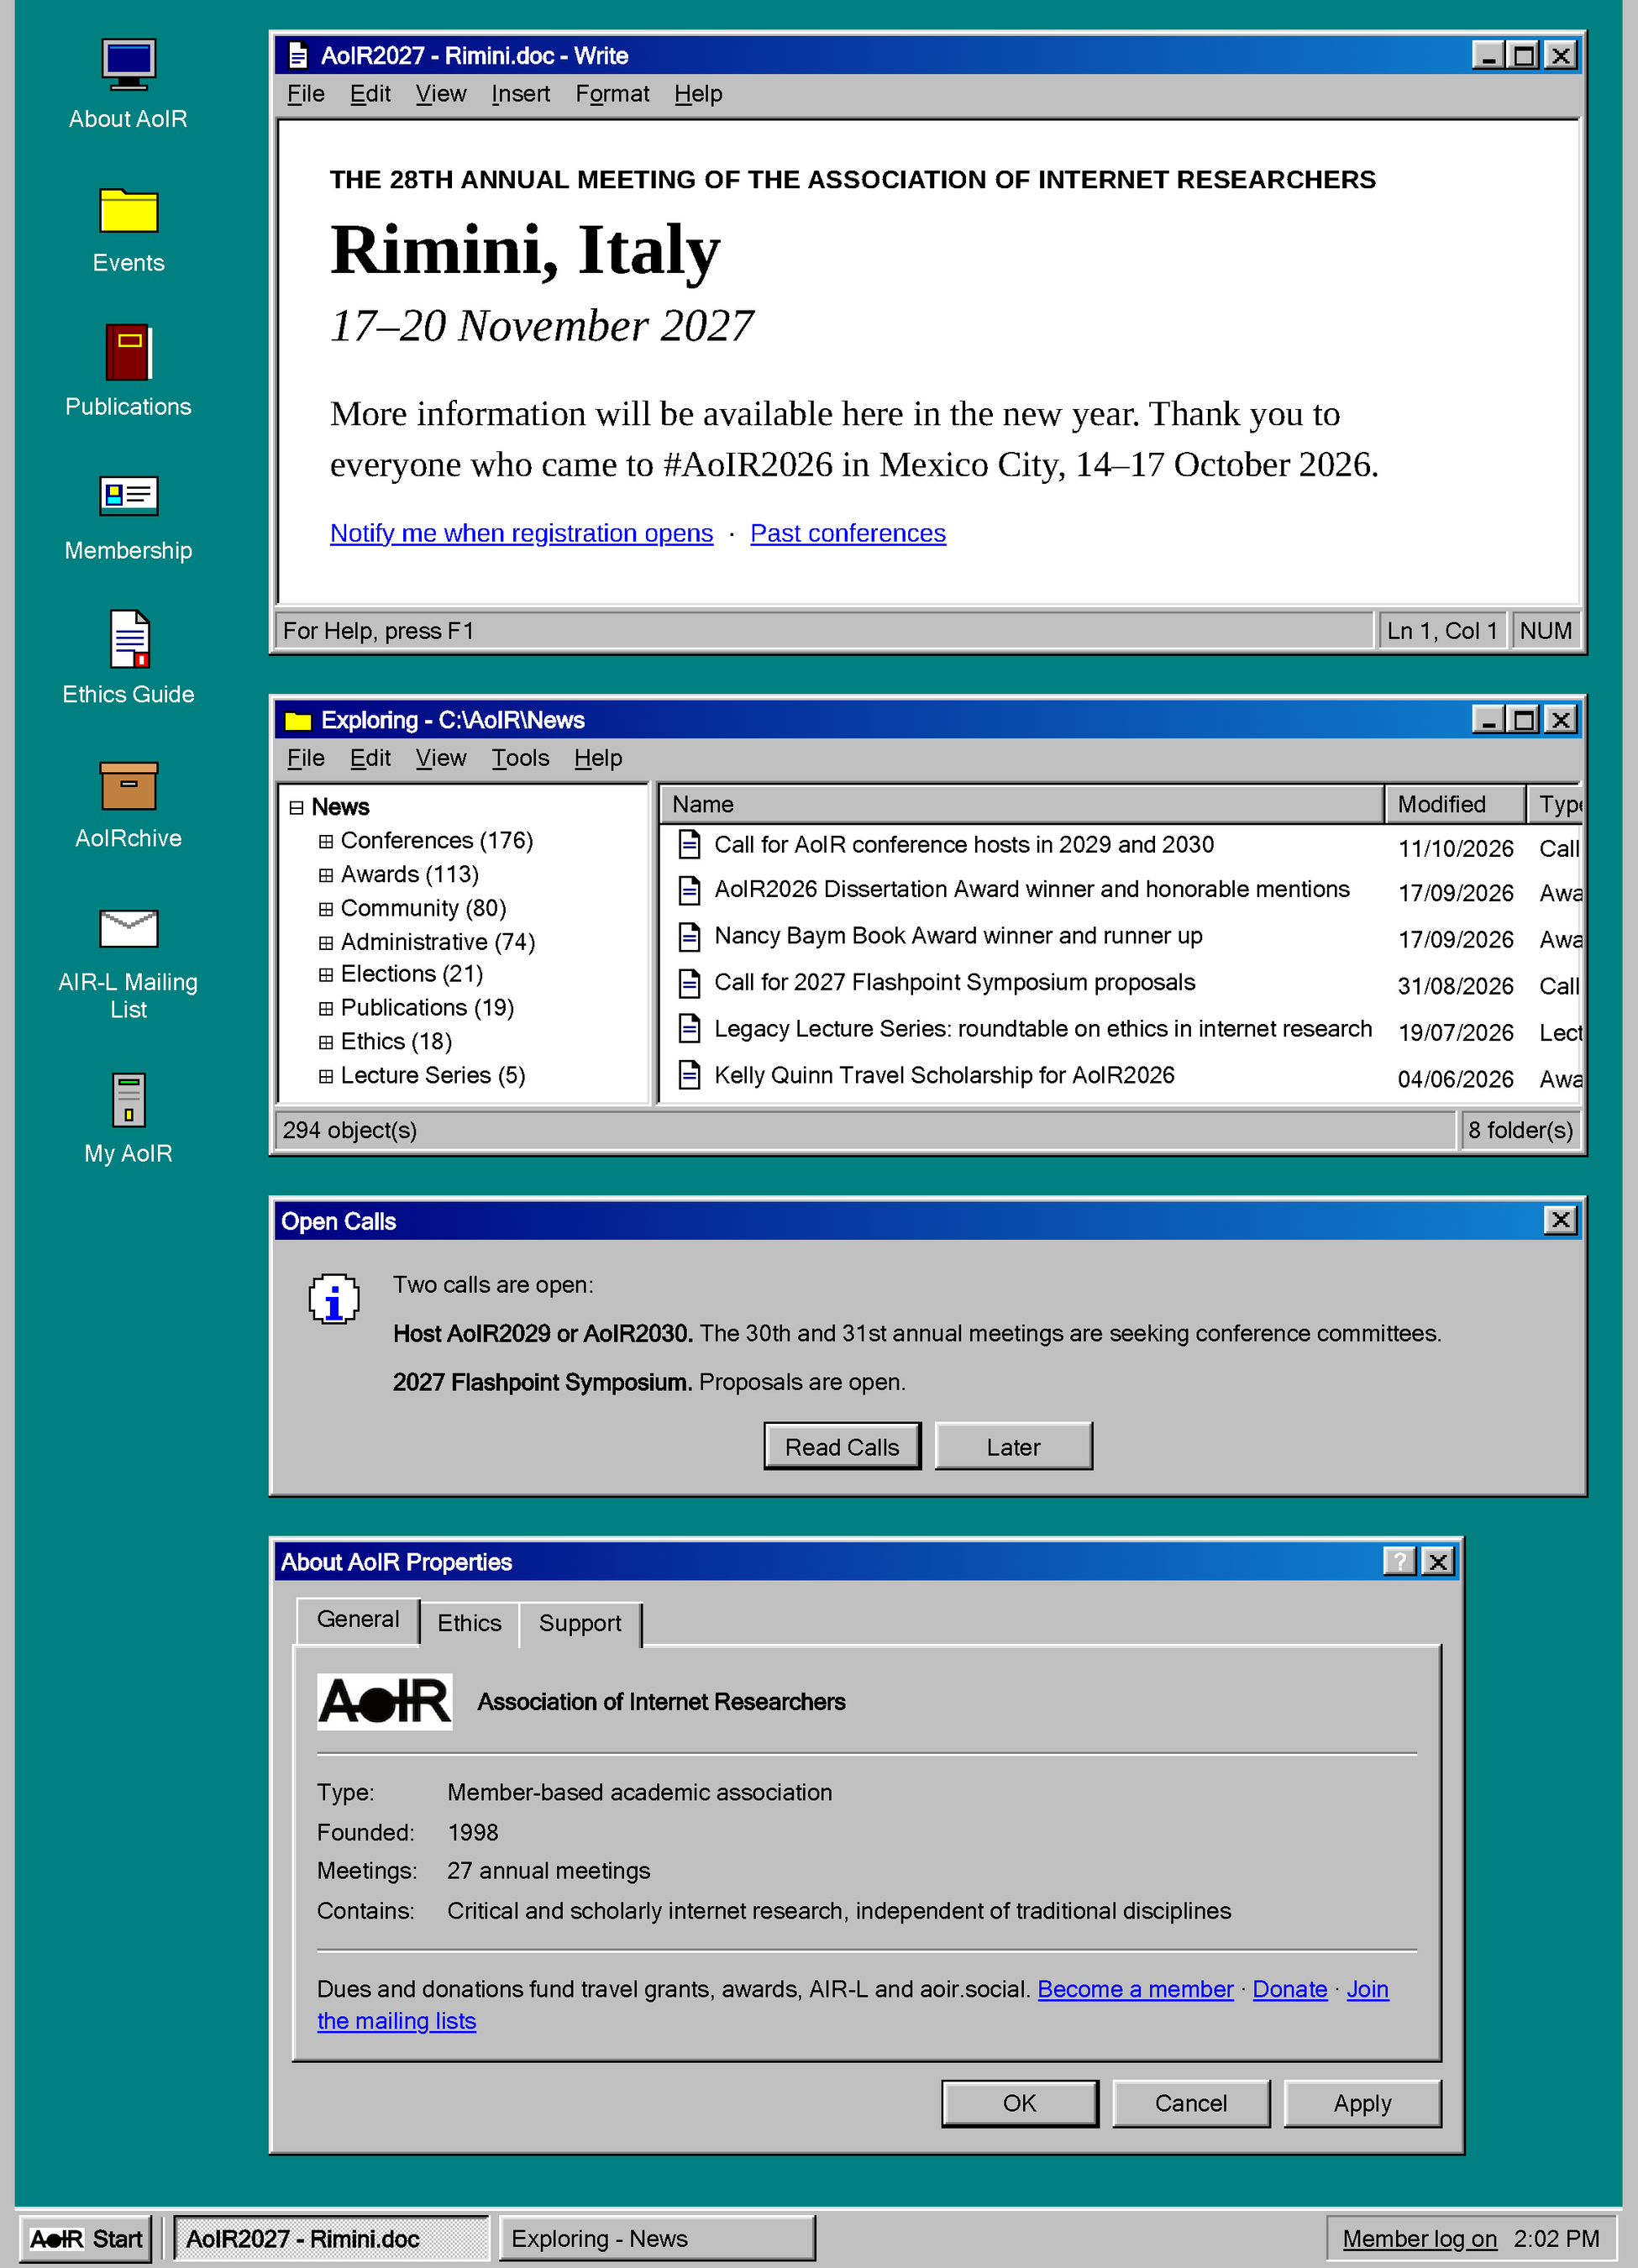 About AoIR
Events
Publications
Membership
Ethics Guide
AoIRchive
AIR-L Mailing
List
My AoIR
AoIR2027 - Rimini.doc - Write
File Edit View Insert Format Help
THE 28TH ANNUAL MEETING OF THE ASSOCIATION OF INTERNET RESEARCHERS
Rimini, Italy
17–20 November 2027
More information will be available here in the new year. Thank you to
everyone who came to #AoIR2026 in Mexico City, 14–17 October 2026.
Notify me when registration opens · Past conferences
For Help, press F1 Ln 1, Col 1 NUM
Exploring - C:\AoIR\News
File Edit View Tools Help
News
Conferences (176)
Awards (113)
Community (80)
Administrative (74)
Elections (21)
Publications (19)
Ethics (18)
Lecture Series (5)
Name Modified Type
Call for AoIR conference hosts in 2029 and 2030 11/10/2026 Call
AoIR2026 Dissertation Award winner and honorable mentions 17/09/2026 Awa
Nancy Baym Book Award winner and runner up 17/09/2026 Awa
Call for 2027 Flashpoint Symposium proposals 31/08/2026 Call
Legacy Lecture Series: roundtable on ethics in internet research 19/07/2026 Lect
Kelly Quinn Travel Scholarship for AoIR2026 04/06/2026 Awa
294 object(s) 8 folder(s)
Open Calls
Two calls are open:
Host AoIR2029 or AoIR2030. The 30th and 31st annual meetings are seeking conference committees.
2027 Flashpoint Symposium. Proposals are open.
Read Calls Later
About AoIR Properties ?
General Ethics Support
AoIR Association of Internet Researchers
Type: Member-based academic association
Founded: 1998
Meetings: 27 annual meetings
Contains: Critical and scholarly internet research, independent of traditional disciplines
Dues and donations fund travel grants, awards, AIR-L and aoir.social. Become a member · Donate · Join
the mailing lists
OK Cancel Apply
AoIR Start AoIR2027 - Rimini.doc Exploring - News Member log on 2:02 PM